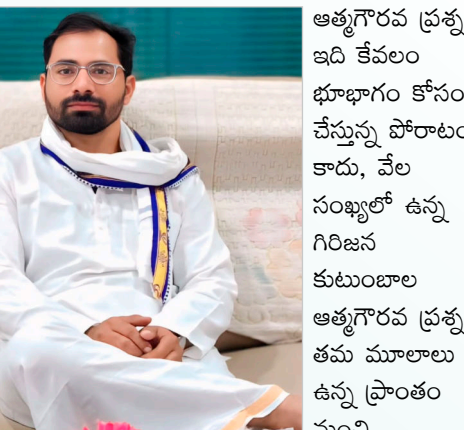 ఆత్మగౌరవ ప్రశ్న
ఇది కేవలం
భూభాగం కోసం
చేస్తున్న పోరాటం
కాదు, వేల
సంఖ్యలో ఉన్న
గిరిజన
కుటుంబాల
ఆత్మగౌరవ ప్రశ్న
తమ మూలాలు
ఉన్న ప్రాంతం